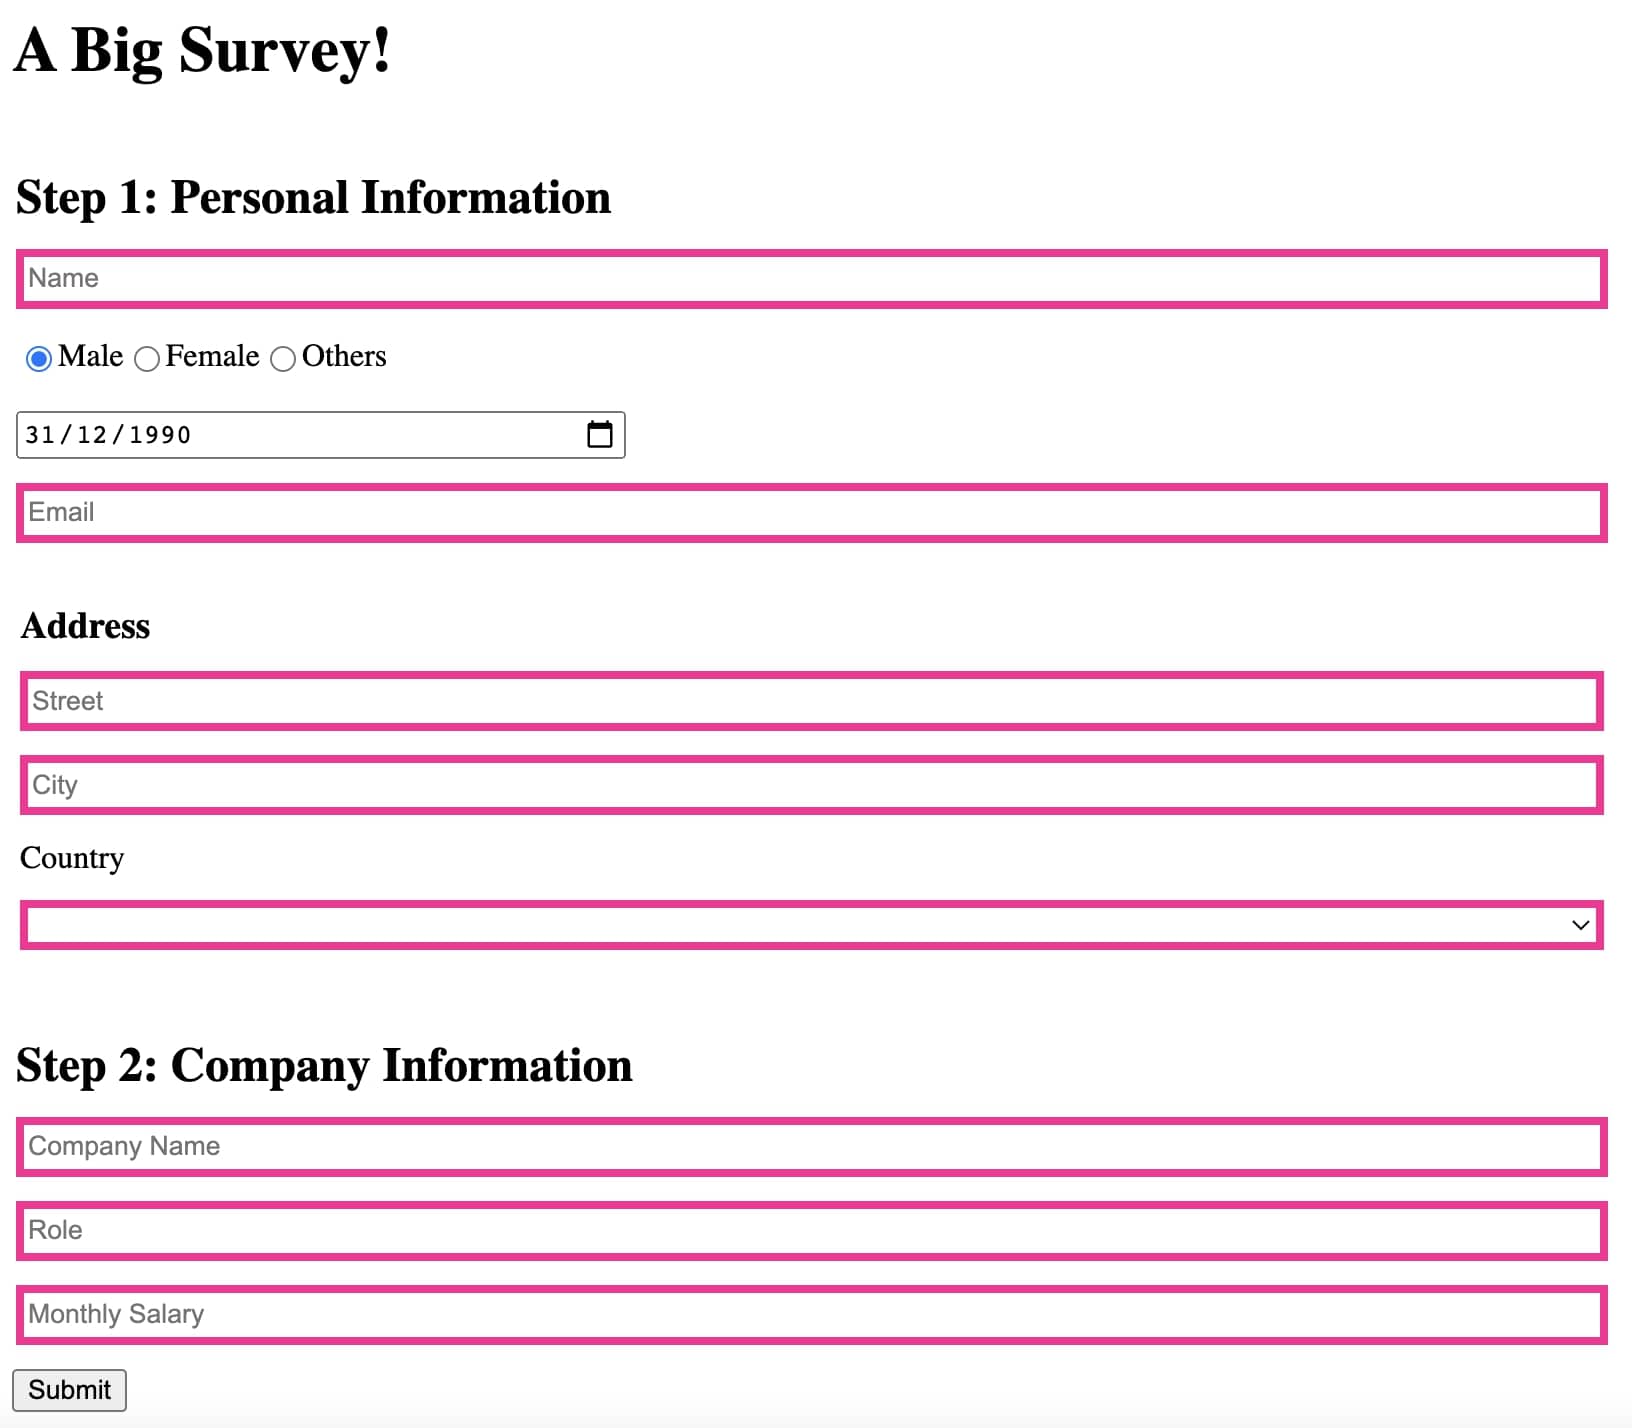 A Big Survey!
Step 1: Personal Information
Name
Male Female Others
31/12/1990
Email
Address
Street
City
Country
Step 2: Company Information
Company Name
Role
Monthly Salary
Submit